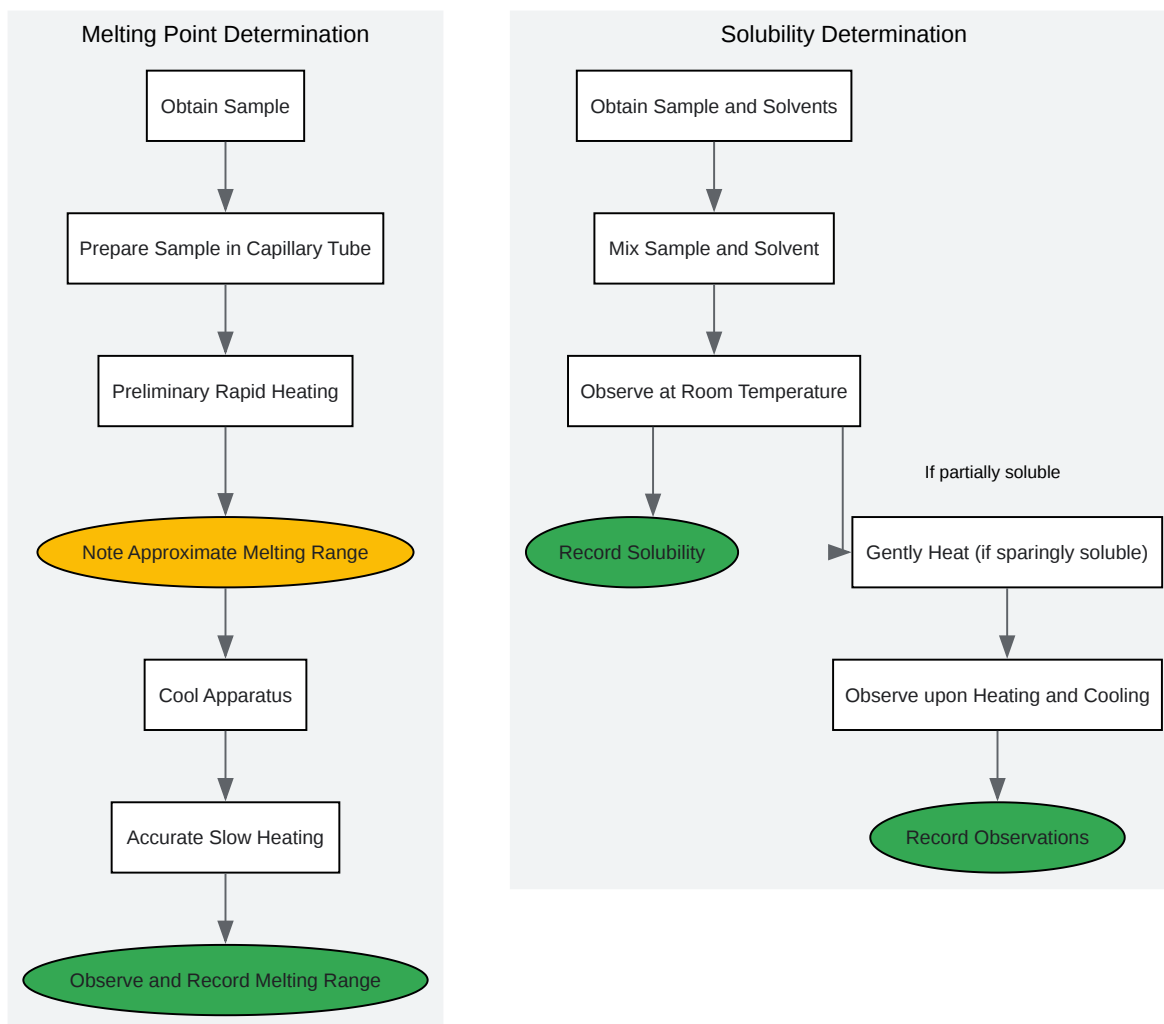 Melting Point Determination
Obtain Sample
Prepare Sample in Capillary Tube
Preliminary Rapid Heating
Note Approximate Melting Range
Cool Apparatus
Accurate Slow Heating
Observe and Record Melting Range
Solubility Determination
Obtain Sample and Solvents
Mix Sample and Solvent
Observe at Room Temperature
If partially soluble
Record Solubility
Gently Heat (if sparingly soluble)
Observe upon Heating and Cooling
Record Observations